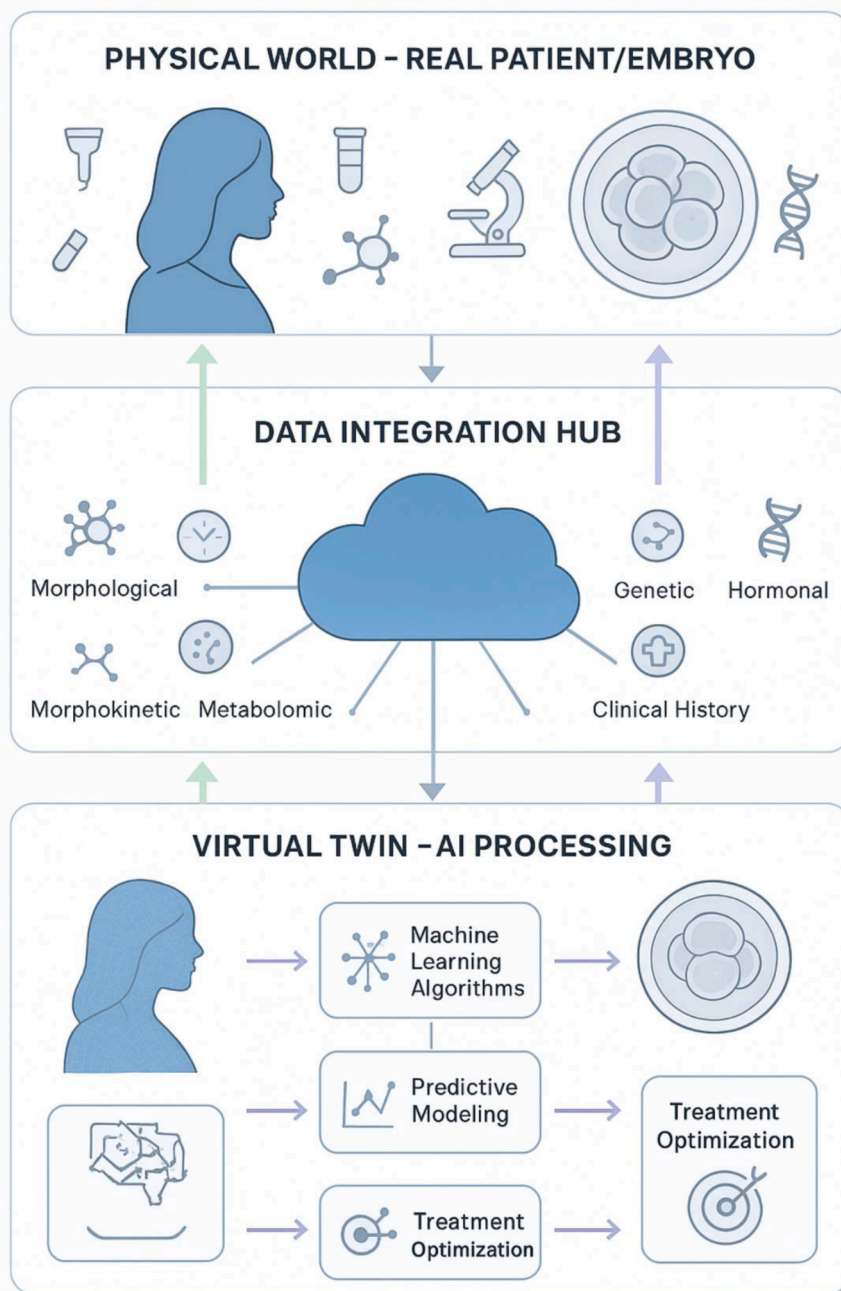 PHYSICAL WORLD – REAL PATIENT/EMBRYO
DATA INTEGRATION HUB
Morphological
Genetic
Hormonal
Morphokinetic
Metabolomic
Clinical History
VIRTUAL TWIN – AI PROCESSING
Machine
Learning
Algorithms
Predictive
Modeling
Treatment
Optimization
Treatment
Optimization